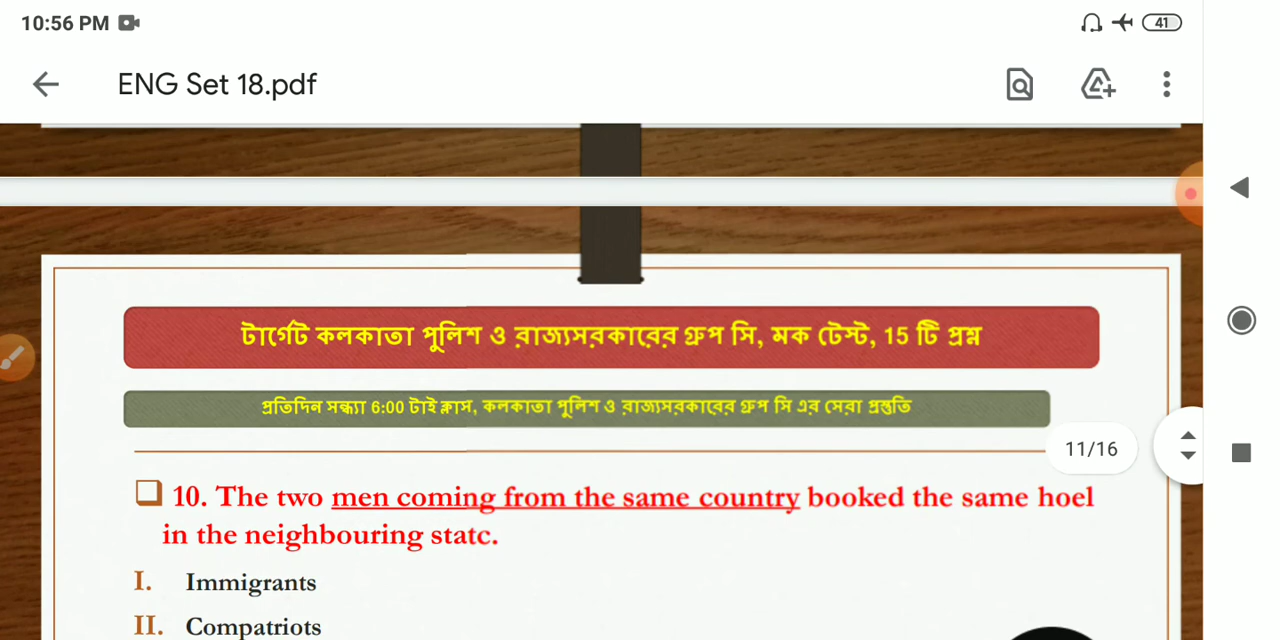 10:56 PM
41
ENG Set 18.pdf
টার্গেট কলকাতা পুলিশ ও রাজ্যসরকারের গ্রুপ সি, মক টেস্ট, 15 টি প্রশ্ন
প্রতিদিন সন্ধ্যা 6:00 টাই ক্লাস, কলকাতা পুলিশ ও রাজ্যসরকারের গ্রুপ সি এর সেরা প্রস্তুতি
11/16
10. The two men coming from the same country booked the same hoel
in the neighbouring statc.
I. Immigrants
II. Compatriots